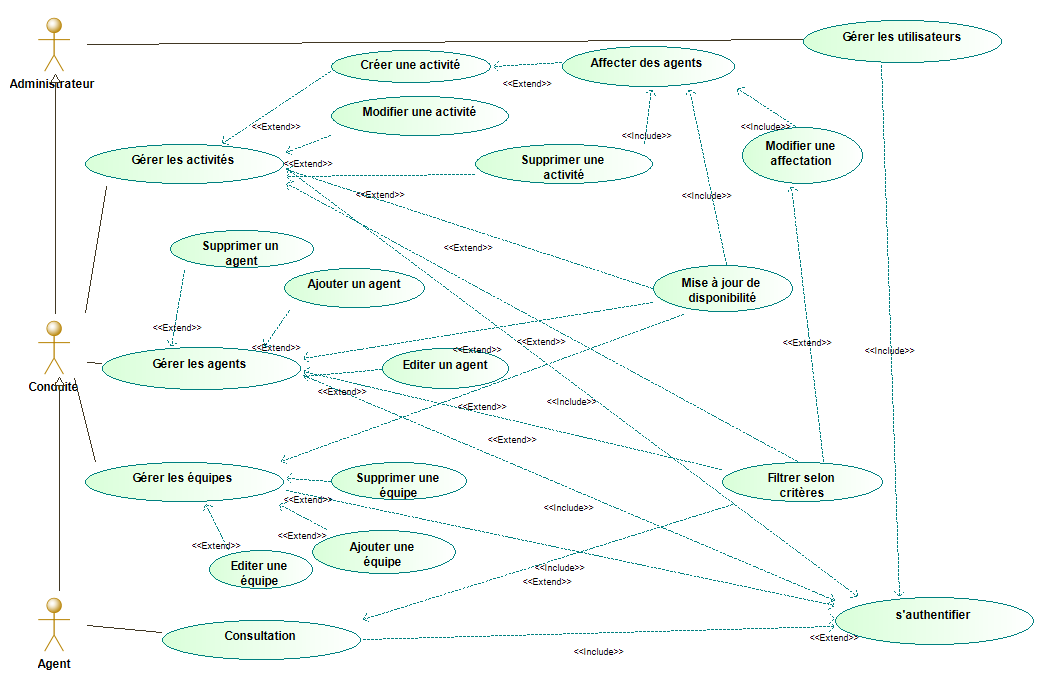 Gérer les utilisateurs
Administrateur
Créer une activité
Affecter des agents
<<Extend>>
Modifier une activité
<<Extend>>
<<Include>>
<<Include>>
Modifier une
affectation
Gérer les activités
<<Extend>>
Supprimer une
activité
<<Extend>>
<<Include>>
Supprimer un
agent
<<Extend>>
Ajouter un agent
Mise à jour de
disponibilité
<<Extend>>
<<Extend>>
<<Extend>>
<<Extend>>
<<Extend>>
<<Include>>
Gérer les agents
Editer un agent
Condmité
<<Extend>>
<<Include>>
<<Extend>>
<<Extend>>
Gérer les équipes
Supprimer une
équipe
Filtrer selon
critères
<<Extend>>
<<Include>>
<<Extend>>
<<Extend>>
Ajouter une
équipe
Editer une
équipe
<<Include>>
<<Extend>>
s'authentifier
Consultation
<<Extend>>
<<Include>>
Agent